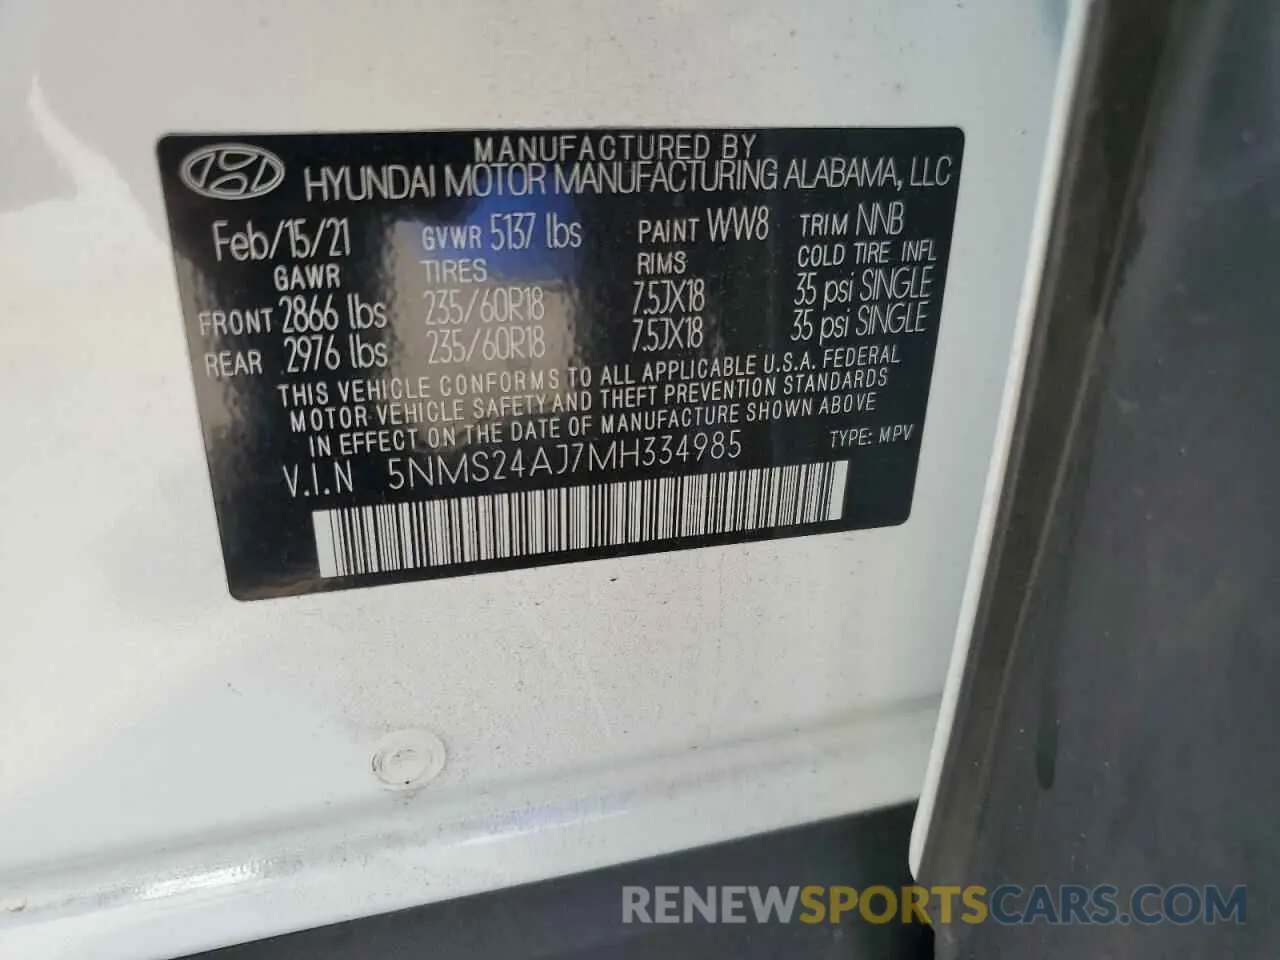 MANUFACTURED BY
HYUNDAI MOTOR MANUFACTURING ALABAMA, LLC
Feb/15/21 GVWR 5137 lbs PAINT WW8 TRIM NNB
GAWR TIRES RIMS COLD TIRE INFL
FRONT 2866 lbs 235/60R18 7.5JX18 35 psi SINGLE
REAR 2976 lbs 235/60R18 7.5JX18 35 psi SINGLE
THIS VEHICLE CONFORMS TO ALL APPLICABLE U.S.A. FEDERAL
MOTOR VEHICLE SAFETY AND THEFT PREVENTION STANDARDS
IN EFFECT ON THE DATE OF MANUFACTURE SHOWN ABOVE
V.I.N 5NMS24AJ7MH334985 TYPE: MPV
RENEWSPORTSCARS.COM